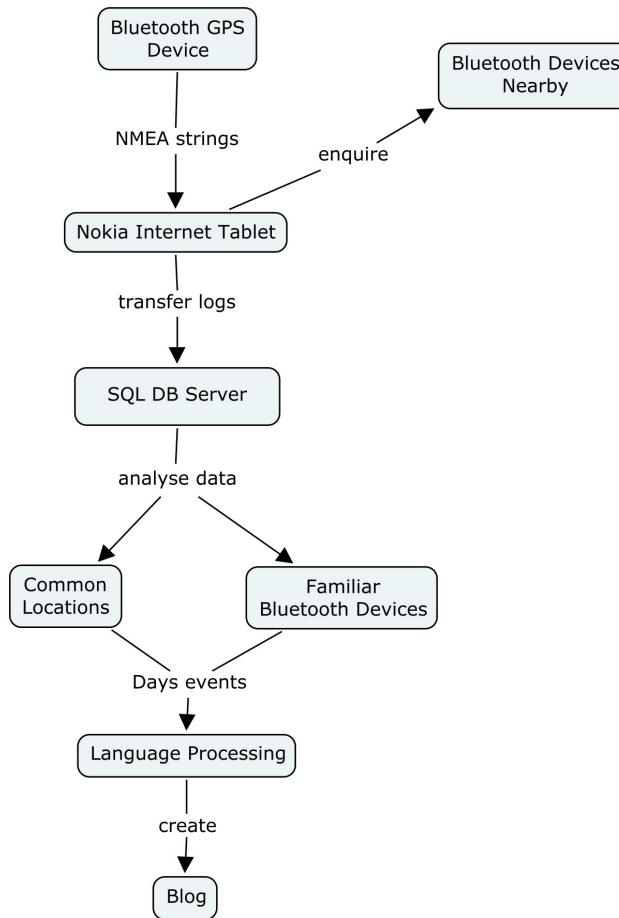 Bluetooth GPS
Device
Bluetooth Devices
Nearby
NMEA strings
enquire
Nokia Internet Tablet
transfer logs
SQL DB Server
analyse data
Common
Locations
Familiar
Bluetooth Devices
Days events
Language Processing
create
Blog